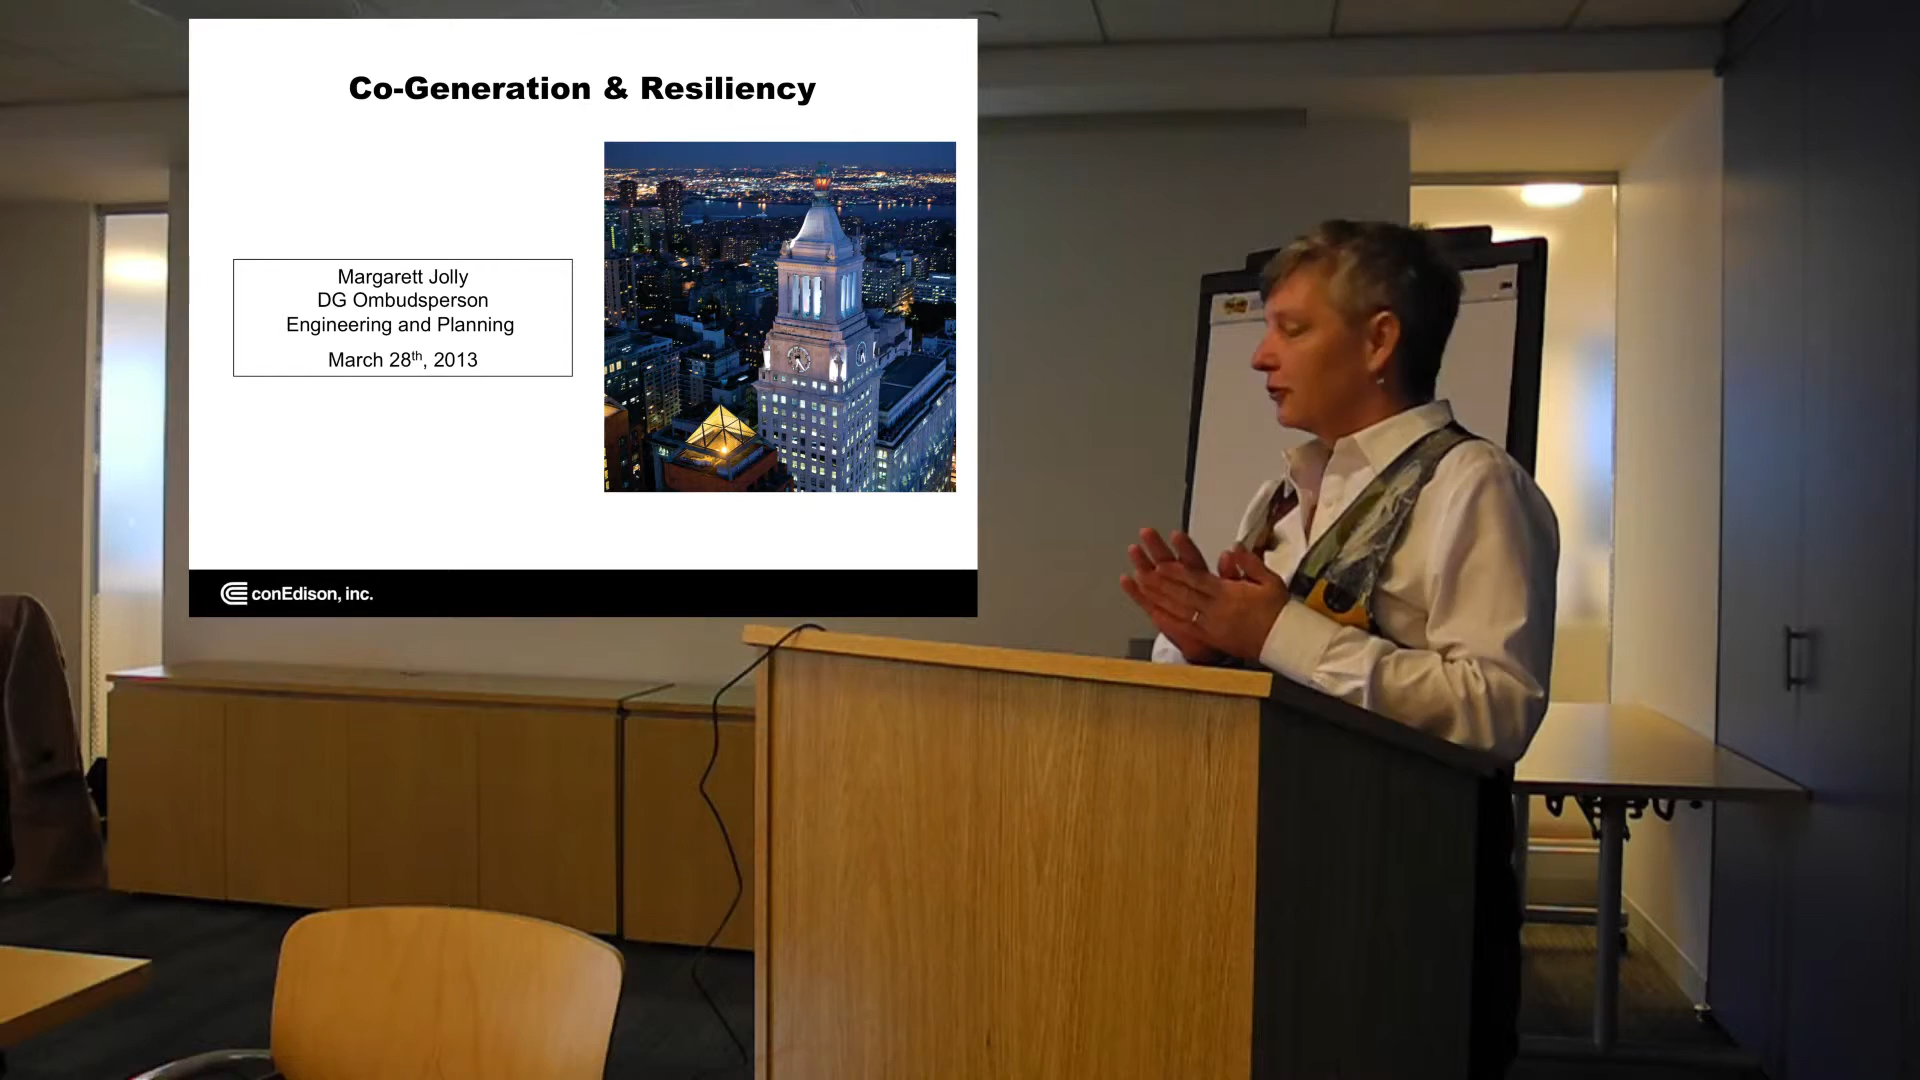 Co-Generation & Resiliency
Margarett Jolly
DG Ombudsperson
Engineering and Planning
March 28th, 2013
conEdison, inc.